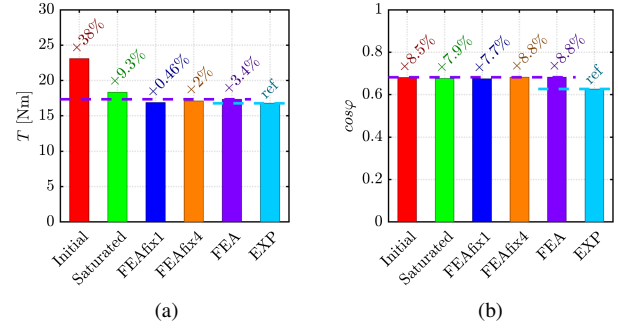 30
25
20
15
10
5
0
T [Nm]
+38%
+9.3%
+0.46%
+2%
+3.4%
ref
Initial
Saturated
FEAfix1
FEAfix4
FEA
EXP
(a)
1
0.8
0.6
0.4
0.2
0
cosφ
+8.5%
+7.9%
+7.7%
+8.8%
+8.8%
ref
Initial
Saturated
FEAfix1
FEAfix4
FEA
EXP
(b)